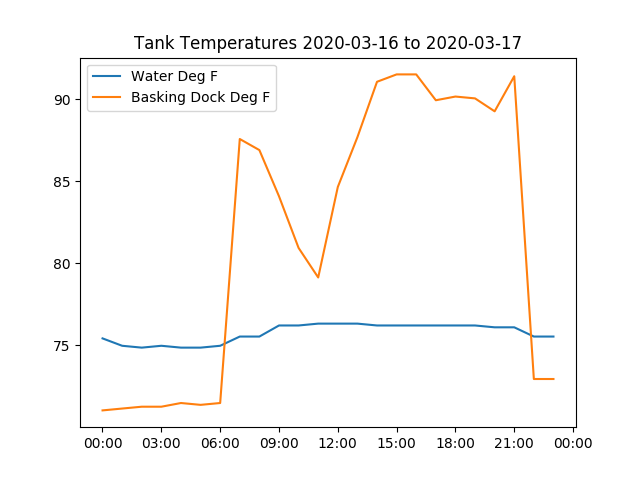 Tank Temperatures 2020-03-16 to 2020-03-17
Water Deg F
Basking Dock Deg F
90
85
80
75
00:00 03:00 06:00 09:00 12:00 15:00 18:00 21:00 00:00